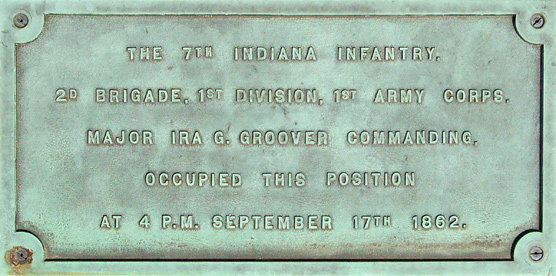 THE 7TH INDIANA INFANTRY,
2D BRIGADE, 1ST DIVISION, 1ST ARMY CORPS,
MAJOR IRA G. GROOVER COMMANDING,
OCCUPIED THIS POSITION
AT 4 P.M. SEPTEMBER 17TH 1862.